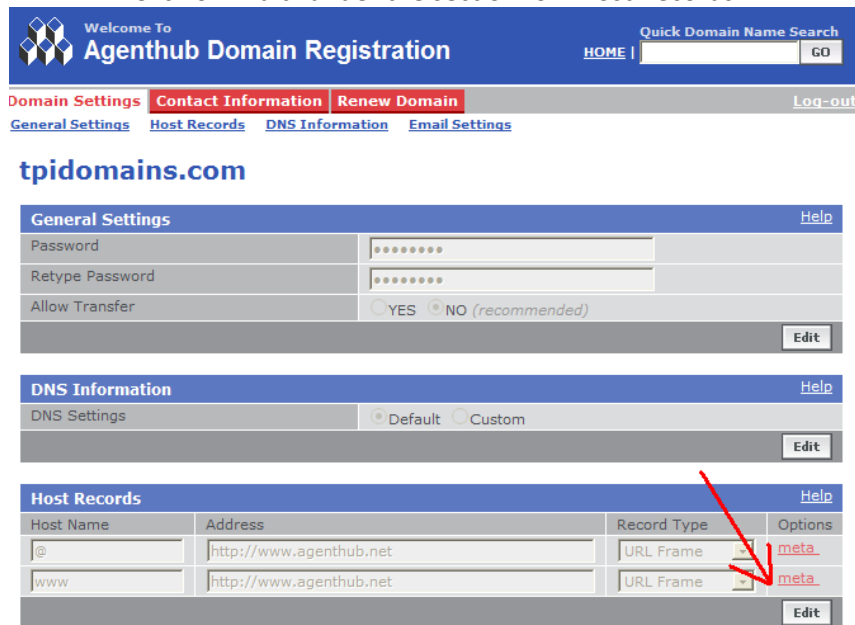 Welcome To
Agenthub Domain Registration
Quick Domain Name Search
HOME | GO
Domain Settings Contact Information Renew Domain Log-out
General Settings Host Records DNS Information Email Settings
tpidomains.com
General Settings Help
Password ••••••••
Retype Password ••••••••
Allow Transfer YES NO (recommended)
Edit
DNS Information Help
DNS Settings Default Custom
Edit
Host Records Help
Host Name Address Record Type Options
@ http://www.agenthub.net URL Frame meta
www http://www.agenthub.net URL Frame meta
Edit